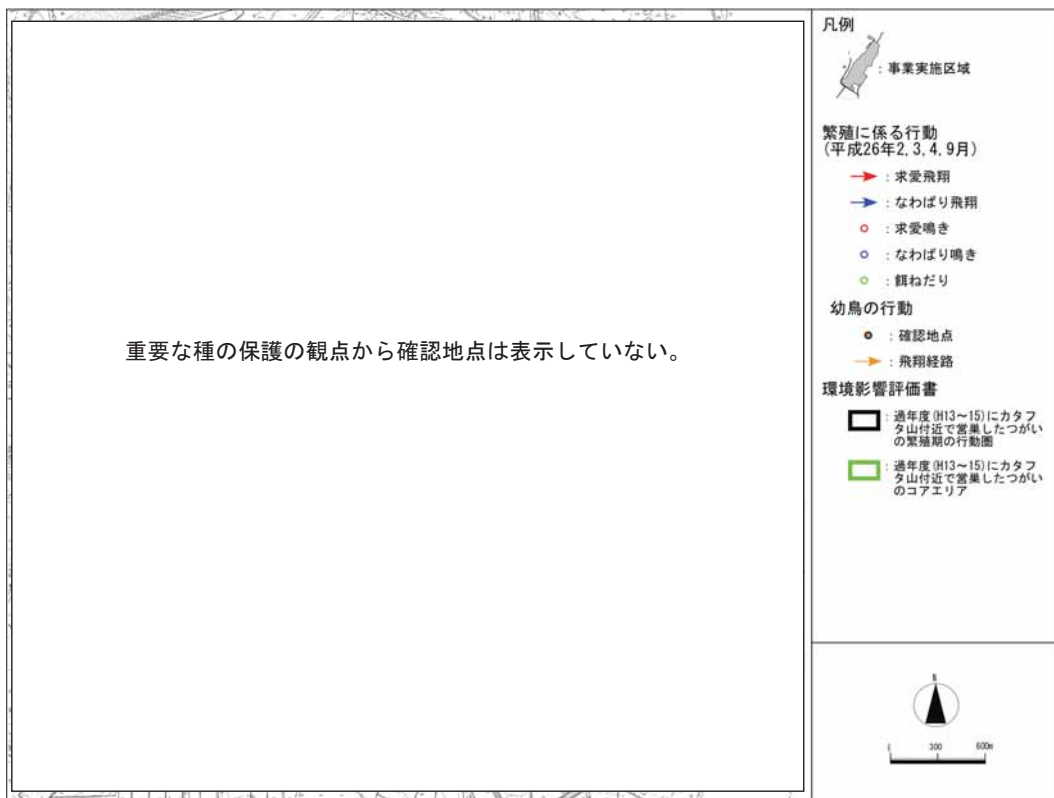 重要な種の保護の観点から確認地点は表示していない。
凡例
：事業実施区域
繁殖に係る行動
(平成26年2,3,4,9月)
：求愛飛翔
：なわばり飛翔
：求愛鳴き
：なわばり鳴き
：餌ねだり
幼鳥の行動
：確認地点
：飛翔経路
環境影響評価書
：過年度(H13～15)にカタフ
タ山付近で営巣したつがい
の繁殖期の行動圏
：過年度(H13～15)にカタフ
タ山付近で営巣したつがい
のコアエリア
N
300 600m